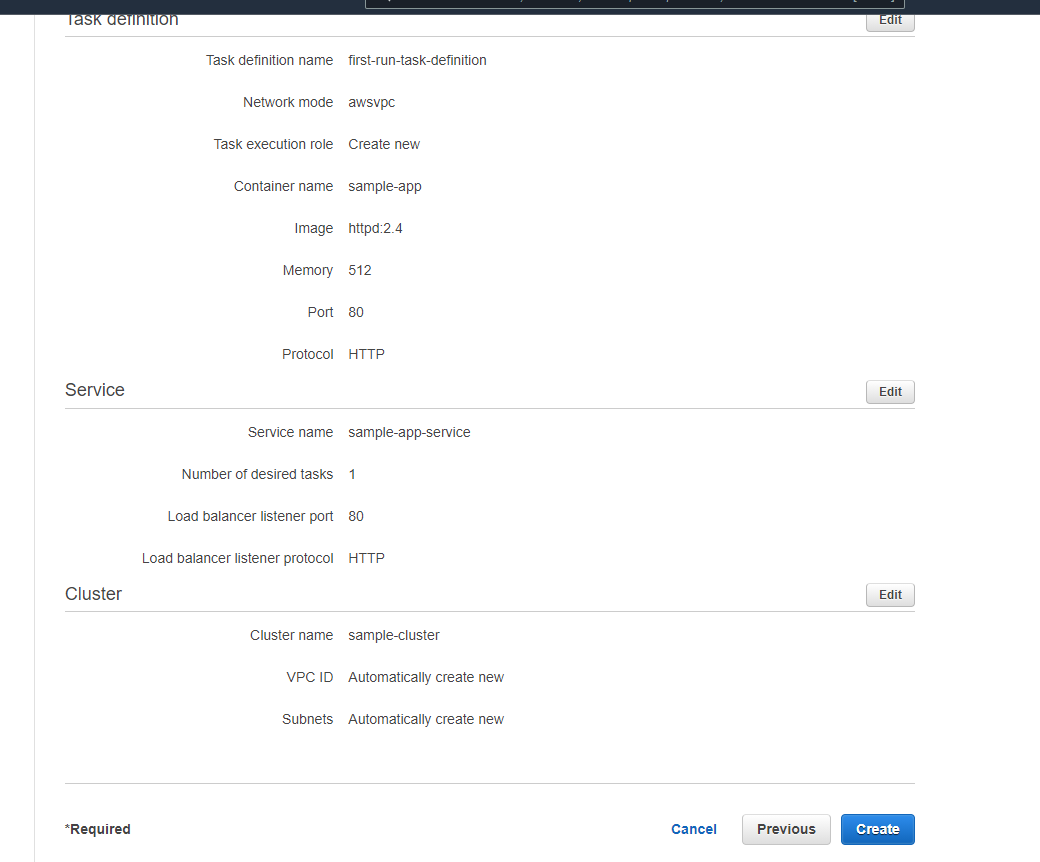 Task definition Edit
Task definition name first-run-task-definition
Network mode awsvpc
Task execution role Create new
Container name sample-app
Image httpd:2.4
Memory 512
Port 80
Protocol HTTP
Service Edit
Service name sample-app-service
Number of desired tasks 1
Load balancer listener port 80
Load balancer listener protocol HTTP
Cluster Edit
Cluster name sample-cluster
VPC ID Automatically create new
Subnets Automatically create new
*Required Cancel Previous Create